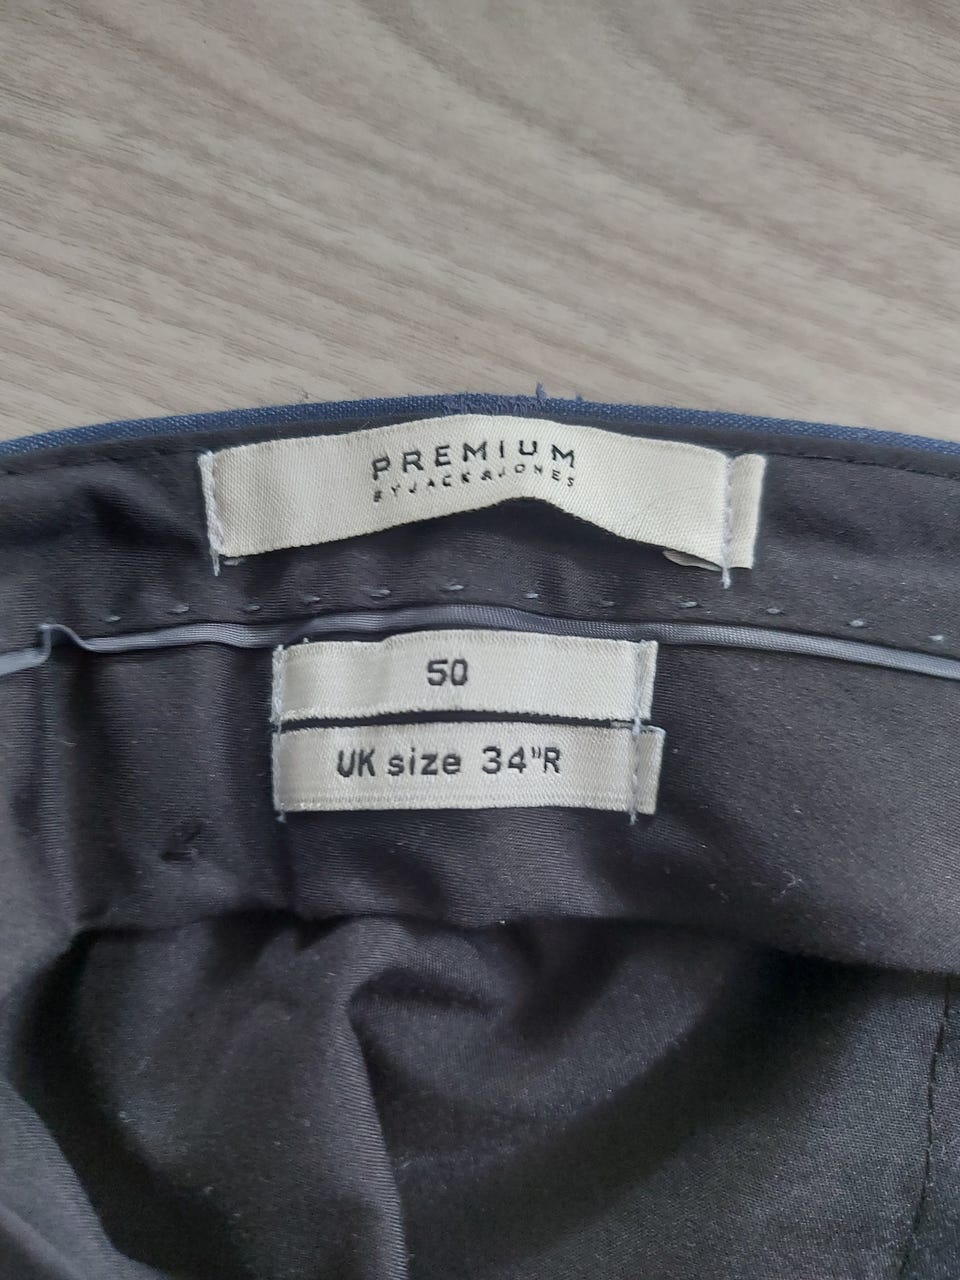 PREMIUM
BY JACK & JONES
50
UK size 34"R